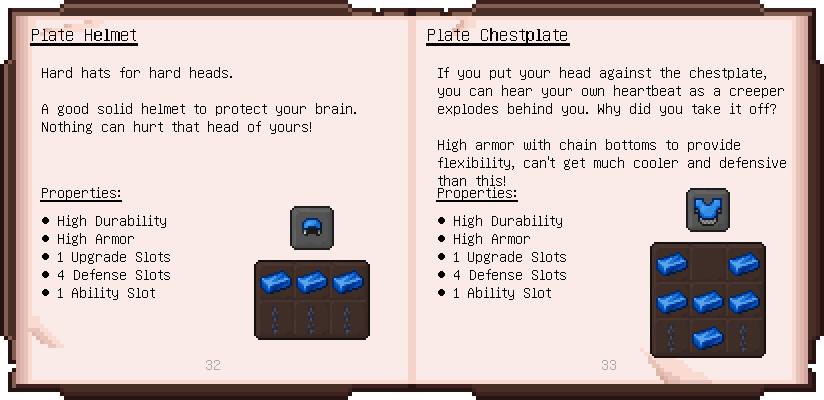 Plate Helmet
Hard hats for hard heads.
A good solid helmet to protect your brain.
Nothing can hurt that head of yours!
Properties:
• High Durability
• High Armor
• 1 Upgrade Slots
• 4 Defense Slots
• 1 Ability Slot
32
Plate Chestplate
If you put your head against the chestplate,
you can hear your own heartbeat as a creeper
explodes behind you. Why did you take it off?
High armor with chain bottoms to provide
flexibility, can't get much cooler and defensive
than this!
Properties:
• High Durability
• High Armor
• 1 Upgrade Slots
• 4 Defense Slots
• 1 Ability Slot
33